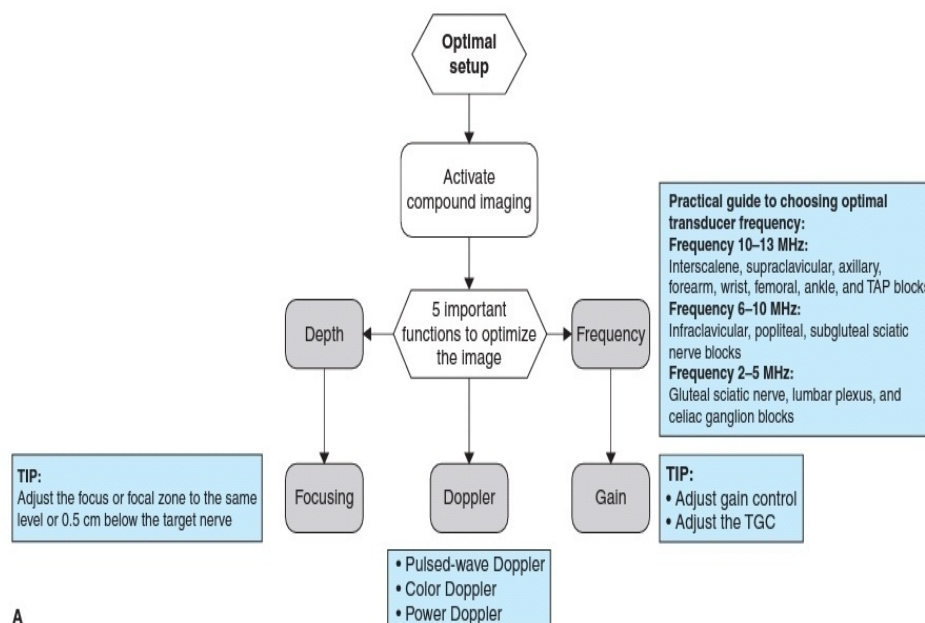 Optimal
setup
Activate
compound imaging
5 important
functions to optimize
the image
Depth
Frequency
Practical guide to choosing optimal
transducer frequency:
Frequency 10–13 MHz:
Interscalene, supraclavicular, axillary,
forearm, wrist, femoral, ankle, and TAP blocks
Frequency 6–10 MHz:
Infraclavicular, popliteal, subgluteal sciatic
nerve blocks
Frequency 2–5 MHz:
Gluteal sciatic nerve, lumbar plexus, and
celiac ganglion blocks
TIP:
Adjust the focus or focal zone to the same
level or 0.5 cm below the target nerve
Focusing
Doppler
Gain
TIP:
• Adjust gain control
• Adjust the TGC
• Pulsed-wave Doppler
• Color Doppler
• Power Doppler
A